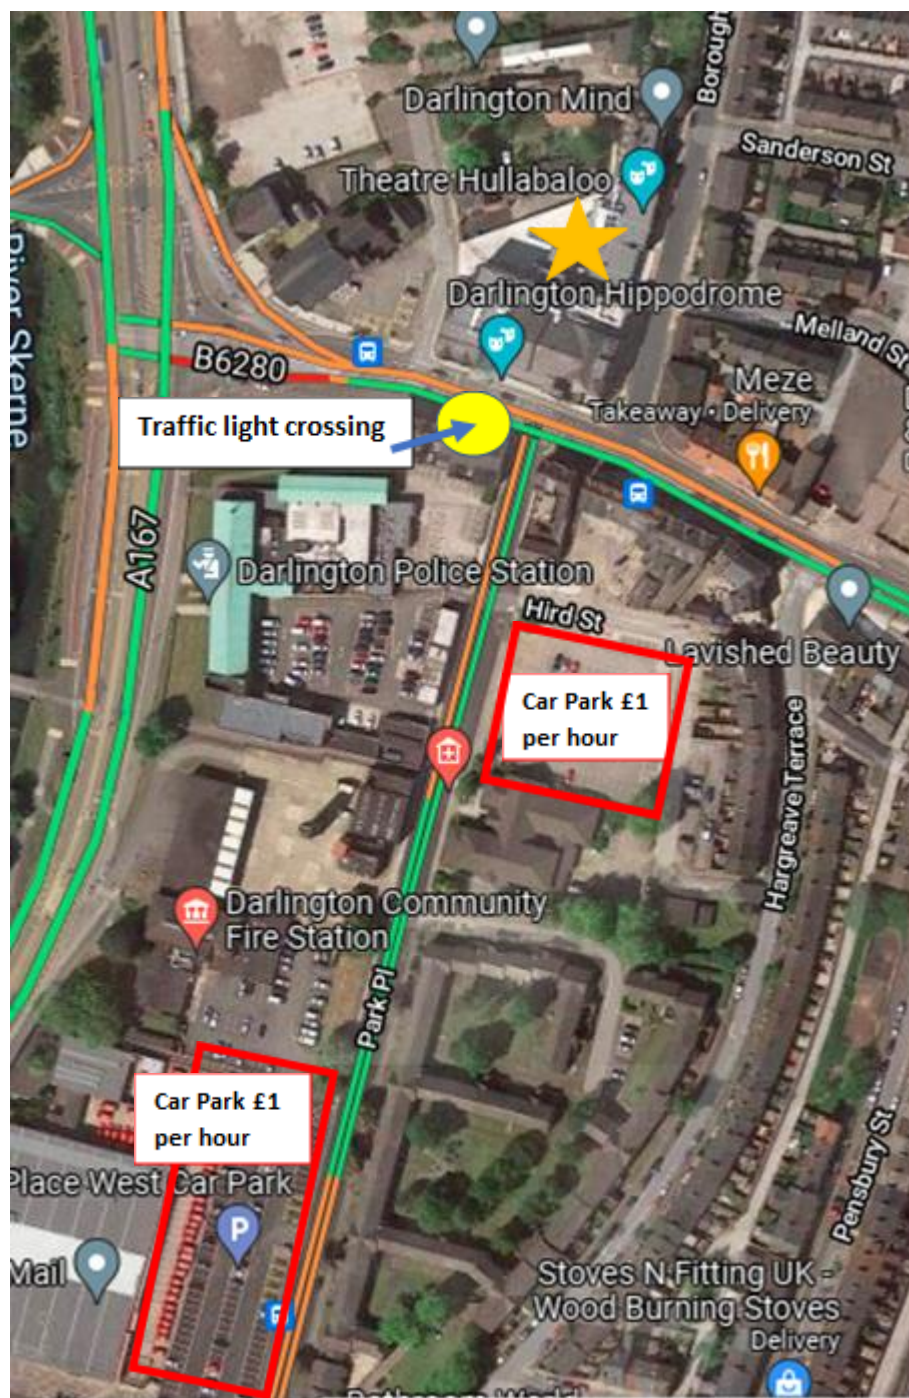 Darlington Mind
Borough
Sanderson St
Theatre Hullabaloo
Darlington Hippodrome
River Skerne
Melland St
B6280
Meze
Takeaway • Delivery
Traffic light crossing
A167
Darlington Police Station
Hird St
Lavished Beauty
Car Park £1
per hour
Hargreave Terrace
Darlington Community
Fire Station
Park Pl
Car Park £1
per hour
Place West Car Park
P
Pensbury St
Mail
Stoves N Fitting UK -
Wood Burning Stoves
Delivery
Bathroom World